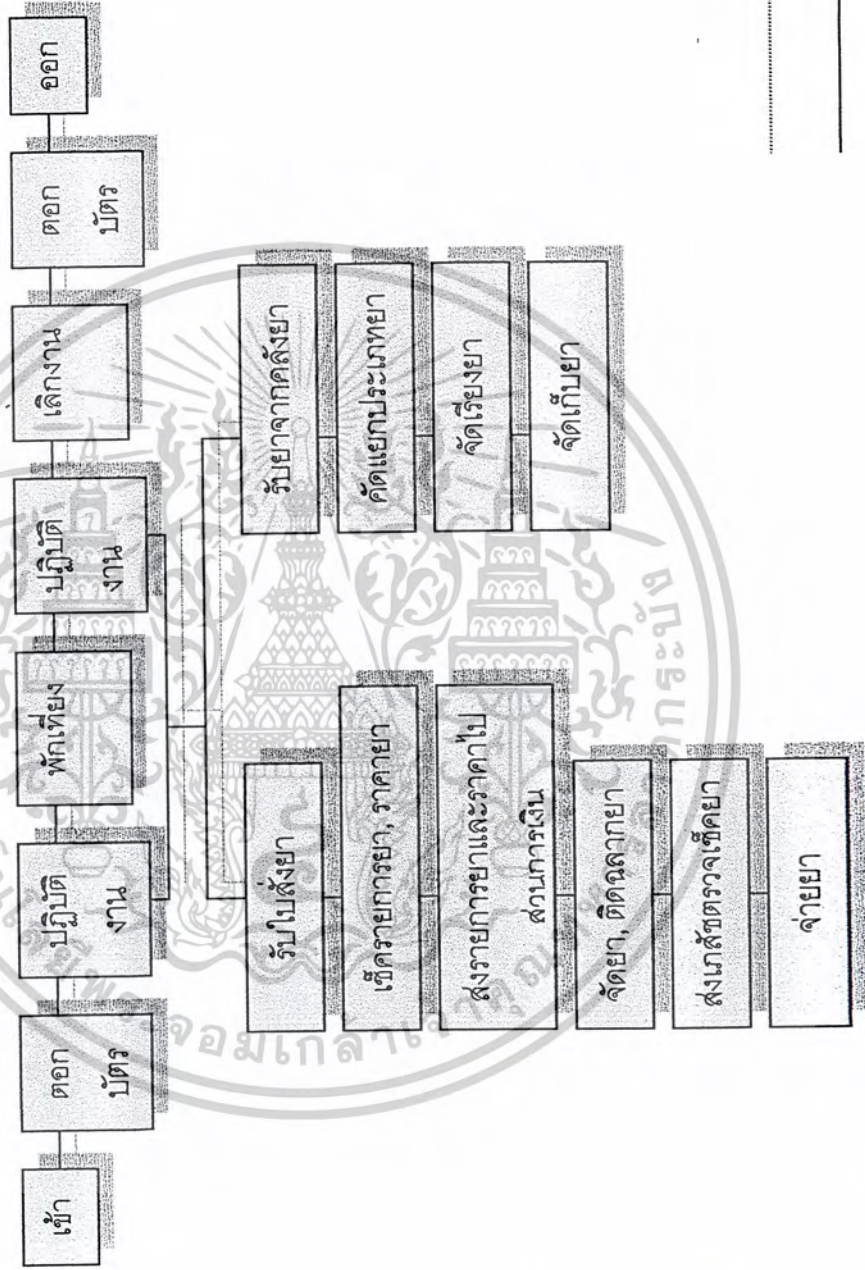 เข้า
ตอก
บัตร
ปฏิบัติ
งาน
พักเที่ยง
ปฏิบัติ
งาน
เลิกงาน
ตอก
บัตร
ออก
รับใบสั่งยา
เช็ครายการยา, ราคายา
ส่งรายการยาและราคาไป
ส่วนการเงิน
จัดยา, ติดฉลากยา
ส่งเภสัชตรวจเช็คยา
จ่ายยา
รับยาจากคลังยา
คัดแยกประเภทยา
จัดเรียงยา
จัดเก็บยา